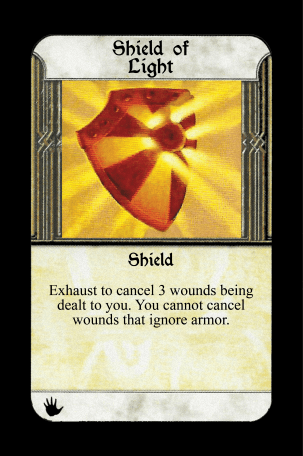 Shield of
Light
Shield
Exhaust to cancel 3 wounds being
dealt to you. You cannot cancel
wounds that ignore armor.